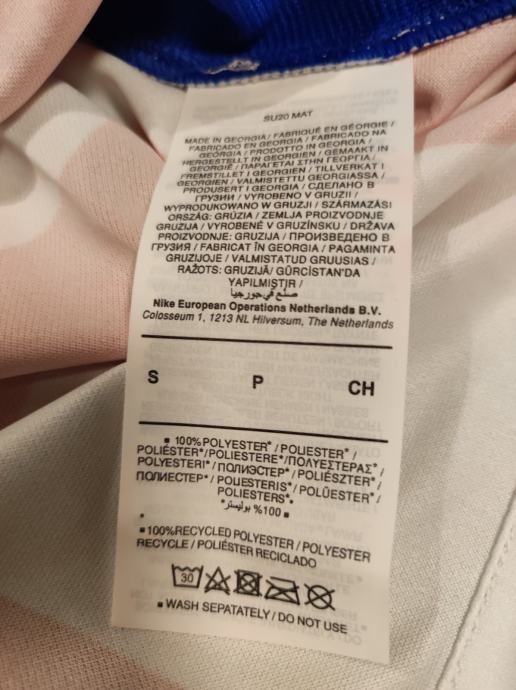 SU20 MAT
MADE IN GEORGIA / FABRIQUÉ EN GÉORGIE /
FABRICADO EN GEORGIA / FABRICADO NA
GEÓRGIA / PRODOTTO IN GEORGIA / GEMAAKT IN
HERGESTELLT IN GEORGIEN / GEMAAKT IN
GEORGIË / ΠΑΡΑΓΕΤΑΙ ΣΤΗΝ ΓΕΩΡΓΙΑ /
FREMSTILLET I GEORGIEN / TILLVERKAT I
GEORGIEN / VALMISTETTU GEORGIASSA /
PRODUSERT I GEORGIA / СДЕЛАНО В
ГРУЗИИ / VYROBENO V GRUZII /
WYPRODUKOWANO W GRUZJI / SZÁRMAZÁSI
ORSZÁG: GRÚZIA / ZEMLJA PROIZVODNJE
GRUZIJA / VYROBENÉ V GRUZÍNSKU / DRŽAVA
PROIZVODNJE: GRUZIJA / ПРОИЗВЕДЕНО В
ГРУЗИЯ / FABRICAT ÎN GEORGIA / PAGAMINTA
GRUZIJOJE / VALMISTATUD GRUUSIAS /
RAŽOTS: GRUZIJĀ/ GÜRCİSTAN'DA
YAPILMIŞTIR /
صنع في جورجيا
Nike European Operations Netherlands B.V.
Colosseum 1, 1213 NL Hilversum, The Netherlands
S P CH
▪ 100% POLYESTER* / POLIESTER* /
POLIÉSTER* / POLIESTERE* / ΠΟΛΥΕΣΤΕΡΑΣ* /
POLYESTERI* / ПОЛИЭСТЕР* / POLIÉSZTER* /
ПОЛИЕСТЕР* / POLIESTERIS* / POLÜESTER* /
POLIESTERS*.
▪ 100% بوليستر*
*
▪ 100%RECYCLED POLYESTER / POLYESTER
RECYCLE / POLIÉSTER RECICLADO
30
▪ WASH SEPATATELY / DO NOT USE